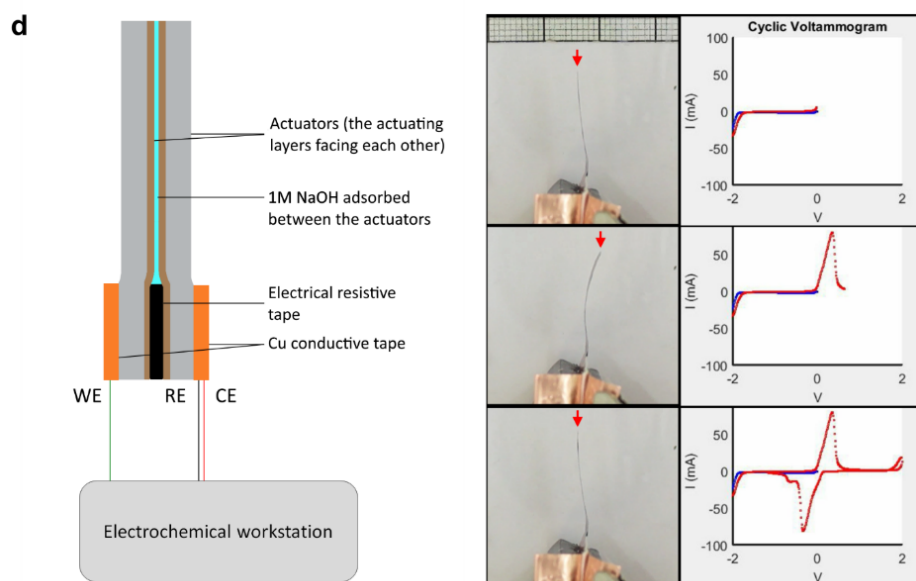 d
Actuators (the actuating
layers facing each other)
1M NaOH adsorbed
between the actuators
Electrical resistive
tape
Cu conductive tape
WE
RE
CE
Electrochemical workstation
Cyclic Voltammogram
100
50
0
-50
-100
I (mA)
-2
0
2
V
100
50
0
-50
-100
I (mA)
-2
0
2
V
50
0
-50
-100
I (mA)
-2
0
2
V